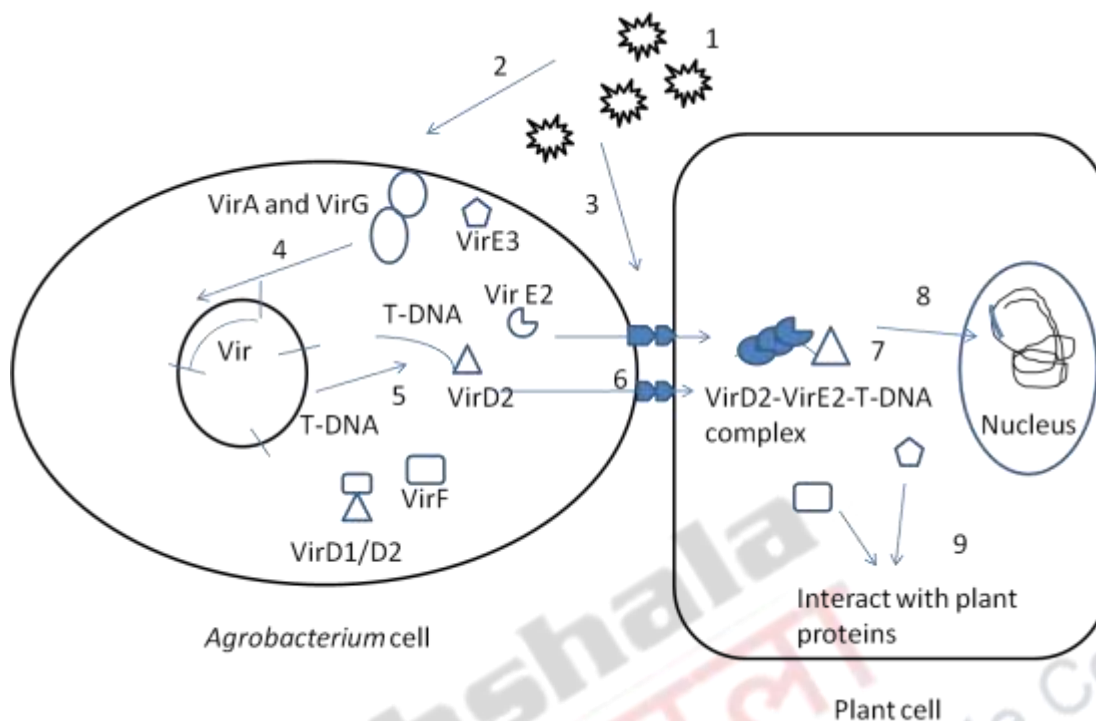 1
2
3
VirA and VirG
VirE3
4
Vir E2
T-DNA
8
Vir
7
VirD2
6
5
T-DNA
VirD2-VirE2-T-DNA
complex
Nucleus
VirF
VirD1/D2
9
Interact with plant
proteins
Agrobacterium cell
Plant cell